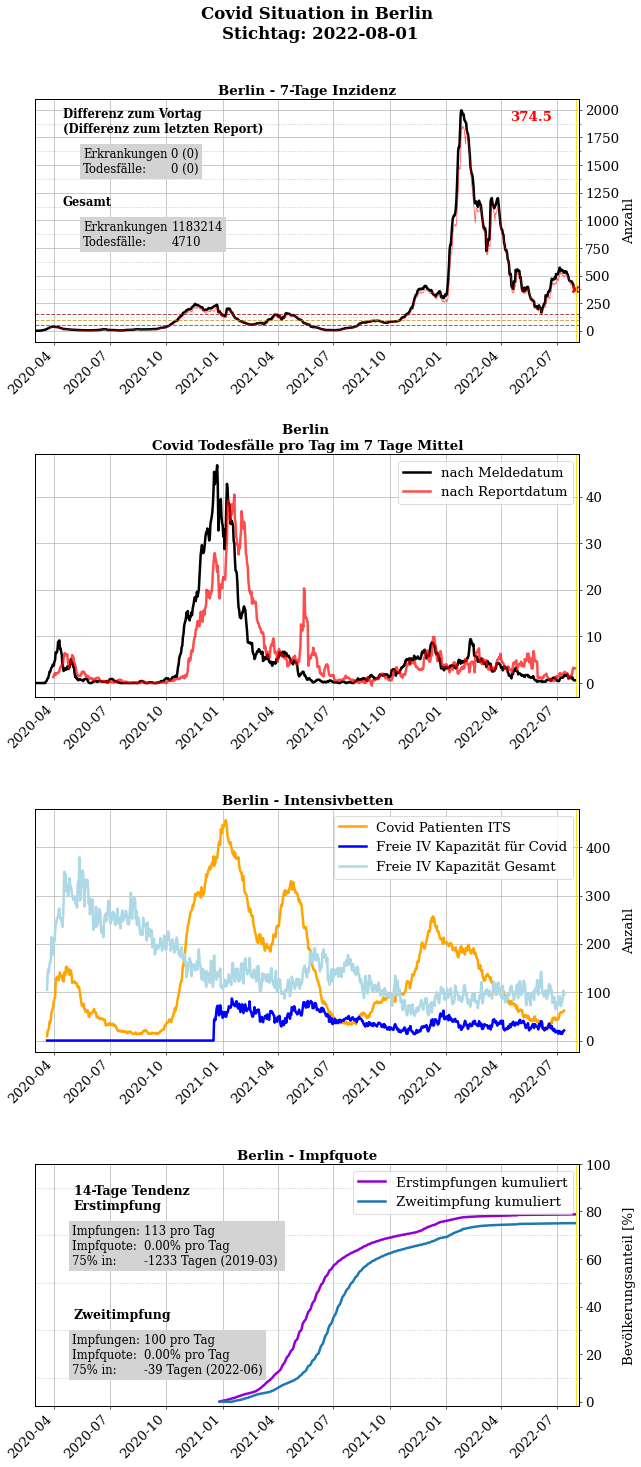 Covid Situation in Berlin
Stichtag: 2022-08-01
Berlin - 7-Tage Inzidenz
Differenz zum Vortag
(Differenz zum letzten Report)
Erkrankungen 0 (0)
Todesfälle: 0 (0)
Gesamt
Erkrankungen 1183214
Todesfälle: 4710
374.5
2000
1750
1500
1250
1000
750
500
250
0
Anzahl
2020-04
2020-07
2020-10
2021-01
2021-04
2021-07
2021-10
2022-01
2022-04
2022-07
Berlin
Covid Todesfälle pro Tag im 7 Tage Mittel
nach Meldedatum
nach Reportdatum
40
30
20
10
0
2020-04
2020-07
2020-10
2021-01
2021-04
2021-07
2021-10
2022-01
2022-04
2022-07
Berlin - Intensivbetten
Covid Patienten ITS
Freie IV Kapazität für Covid
Freie IV Kapazität Gesamt
400
300
200
100
0
Anzahl
2020-04
2020-07
2020-10
2021-01
2021-04
2021-07
2021-10
2022-01
2022-04
2022-07
Berlin - Impfquote
14-Tage Tendenz
Erstimpfung
Impfungen: 113 pro Tag
Impfquote: 0.00% pro Tag
75% in: -1233 Tagen (2019-03)
Zweitimpfung
Impfungen: 100 pro Tag
Impfquote: 0.00% pro Tag
75% in: -39 Tagen (2022-06)
Erstimpfungen kumuliert
Zweitimpfung kumuliert
100
80
60
40
20
0
Bevölkerungsanteil [%]
2020-04
2020-07
2020-10
2021-01
2021-04
2021-07
2021-10
2022-01
2022-04
2022-07